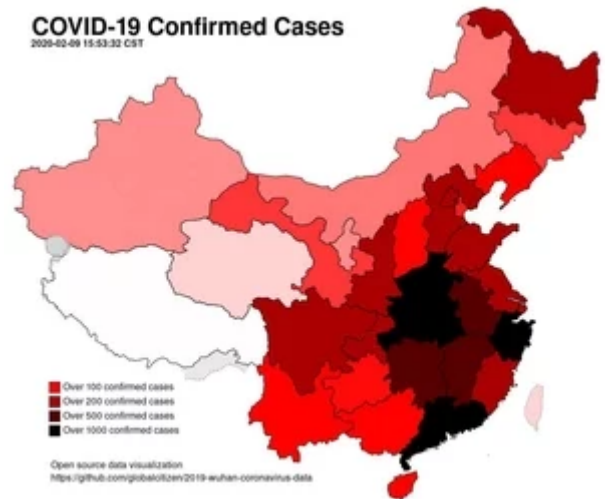 COVID-19 Confirmed Cases
2020-02-09 15:53:32 CST
Over 100 confirmed cases
Over 200 confirmed cases
Over 500 confirmed cases
Over 1000 confirmed cases
Open source data visualization
https://github.com/globalcitizen/2019-wuhan-coronavirus-data